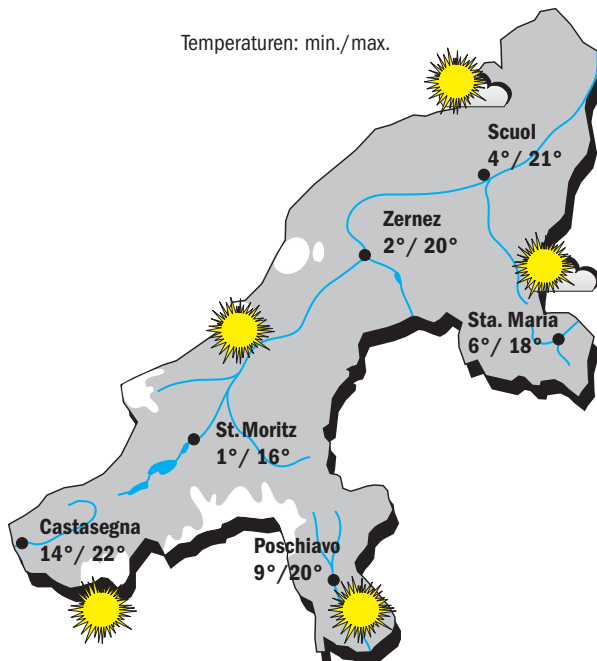 Temperaturen: min./max.
Scuol
4°/ 21°
Zernez
2°/ 20°
Sta. Maria
6°/ 18°
St. Moritz
1°/ 16°
Castasegna
14°/ 22°
Poschiavo
9°/20°